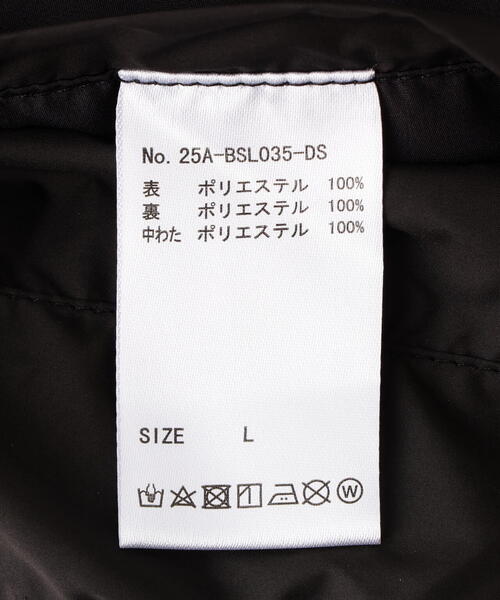 No. 25A-BSL035-DS
表 ポリエステル 100%
裏 ポリエステル 100%
中わた ポリエステル 100%
SIZE L
W